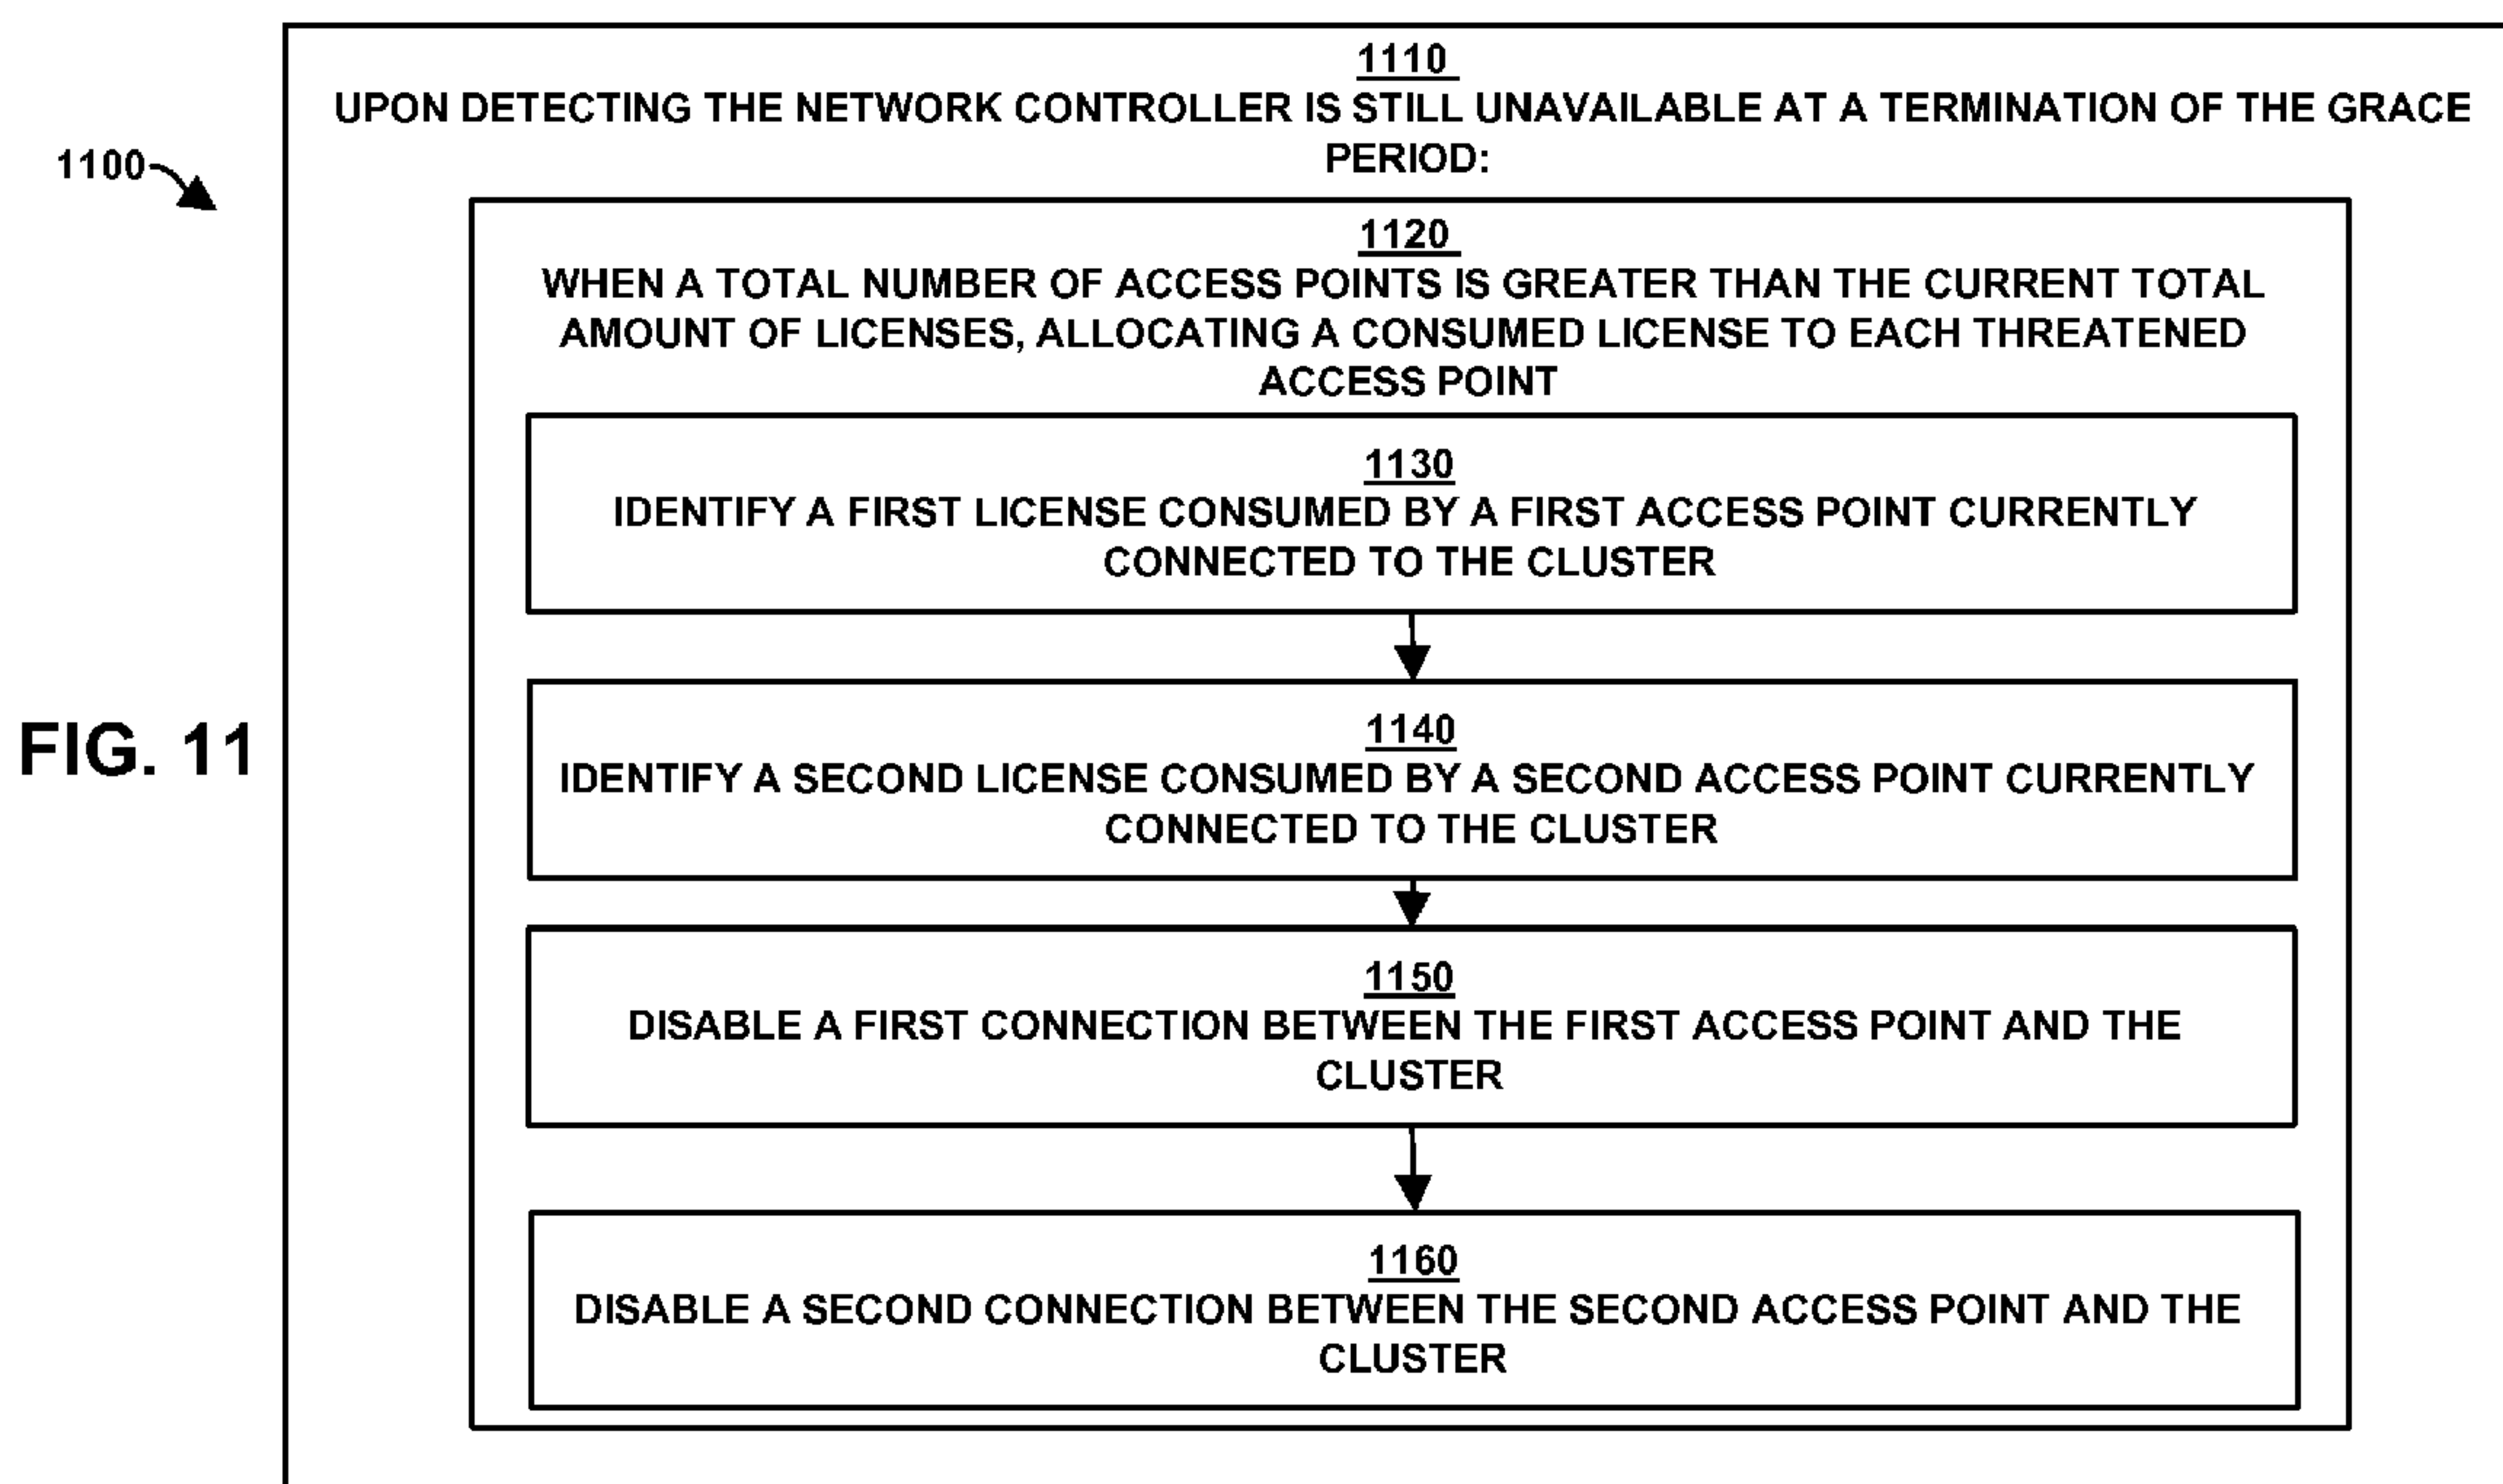 1110
UPON DETECTING THE NETWORK CONTROLLER IS STILL UNAVAILABLE AT A TERMINATION OF THE GRACE
PERIOD:
1100
1120
WHEN A TOTAL NUMBER OF ACCESS POINTS IS GREATER THAN THE CURRENT TOTAL
AMOUNT OF LICENSES, ALLOCATING A CONSUMED LICENSE TO EACH THREATENED
ACCESS POINT
1130
IDENTIFY A FIRST LICENSE CONSUMED BY A FIRST ACCESS POINT CURRENTLY
CONNECTED TO THE CLUSTER
1140
IDENTIFY A SECOND LICENSE CONSUMED BY A SECOND ACCESS POINT CURRENTLY
CONNECTED TO THE CLUSTER
FIG. 11
1150
DISABLE A FIRST CONNECTION BETWEEN THE FIRST ACCESS POINT AND THE
CLUSTER
1160
DISABLE A SECOND CONNECTION BETWEEN THE SECOND ACCESS POINT AND THE
CLUSTER